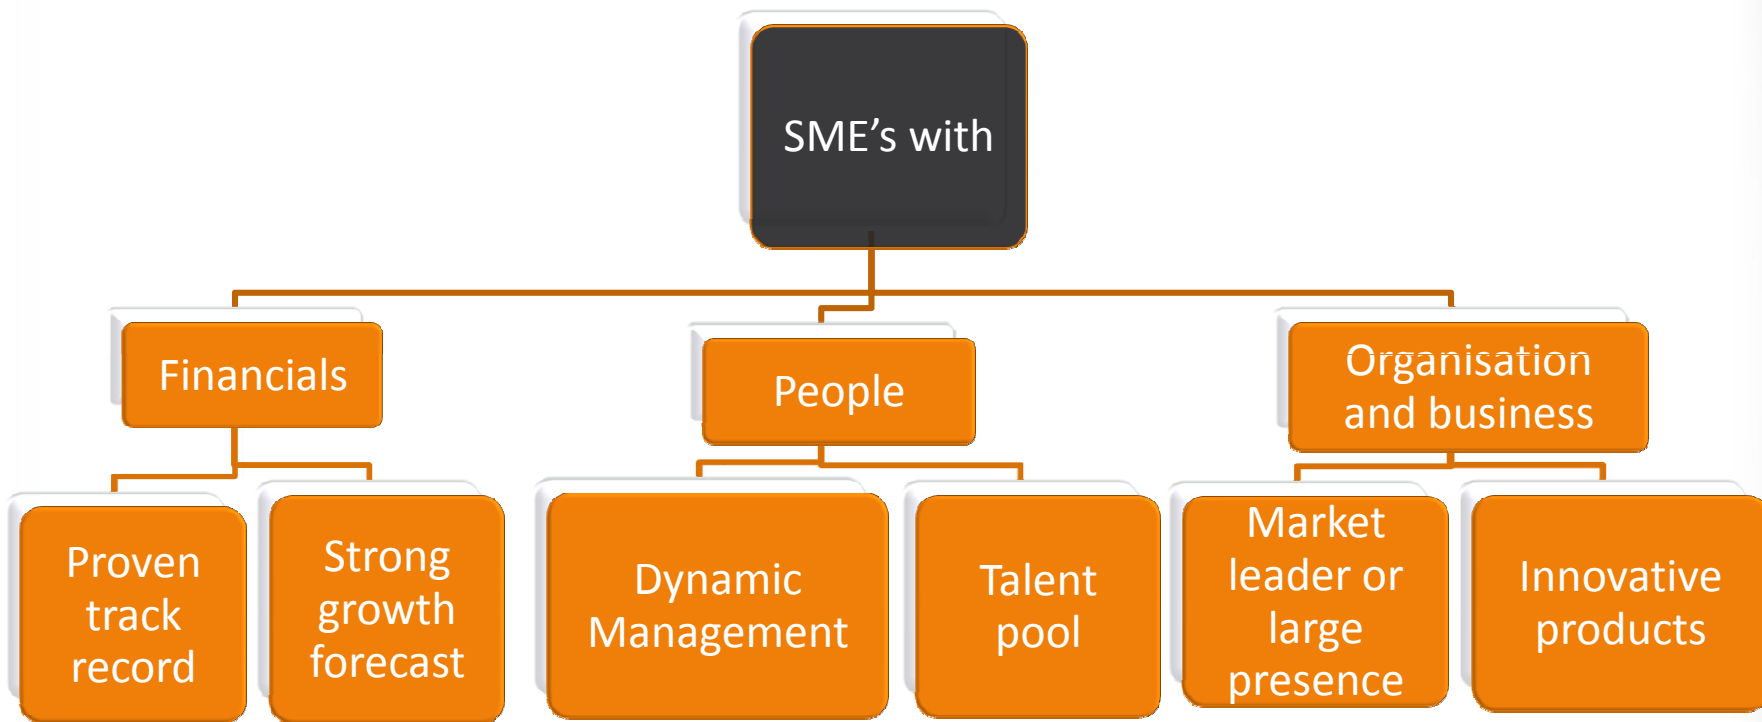 SME’s with
Financials
People
Organisation
and business
Proven
track
record
Strong
growth
forecast
Dynamic
Management
Talent
pool
Market
leader or
large
presence
Innovative
products